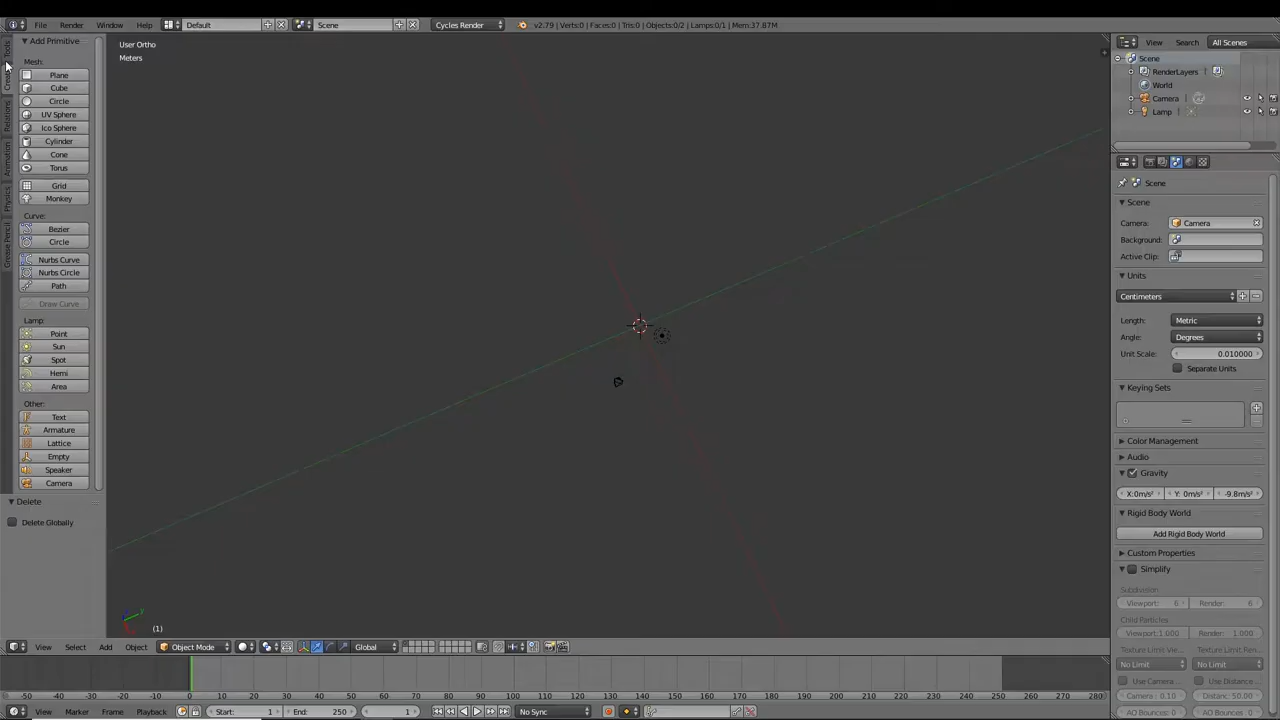 File Render Window Help Default Scene Cycles Render v2.79 | Verts:0 | Faces:0 | Tris:0 | Objects:0/2 | Lamps:0/1 | Mem:37.87M
Tools
Create
Relations
Animation
Physics
Grease Pencil
Add Primitive
Mesh:
Plane
Cube
Circle
UV Sphere
Ico Sphere
Cylinder
Cone
Torus
Grid
Monkey
Curve:
Bezier
Circle
Nurbs Curve
Nurbs Circle
Path
Draw Curve
Lamp:
Point
Sun
Spot
Hemi
Area
Other:
Text
Armature
Lattice
Empty
Speaker
Camera
Delete
Delete Globally
User Ortho
Meters
y
(1)
View Select Add Object Object Mode Global
View Search All Scenes
Scene
RenderLayers
World
Camera
Lamp
Scene
Scene
Camera: Camera
Background:
Active Clip:
Units
Centimeters
Length: Metric
Angle: Degrees
Unit Scale: 0.010000
Separate Units
Keying Sets
Color Management
Audio
Gravity
X:0m/s² Y: 0m/s² -9.8m/s²
Rigid Body World
Add Rigid Body World
Custom Properties
Simplify
Subdivision
Viewport: 6 Render: 6
Child Particles
Viewport:1.000 Render: 1.000
Texture Limit Vie... Texture Limit Ren...
No Limit No Limit
Use Camera ... Use Distance...
Camera : 0.10 Distanc: 50.00
AO Bounces: 0 AO Bounces: 0
-50 -40 -30 -20 -10 0 10 20 30 40 50 60 70 80 90 100 110 120 130 140 150 160 170 180 190 200 210 220 230 240 250 260 270 280
View Marker Frame Playback Start: 1 End: 250 1 No Sync